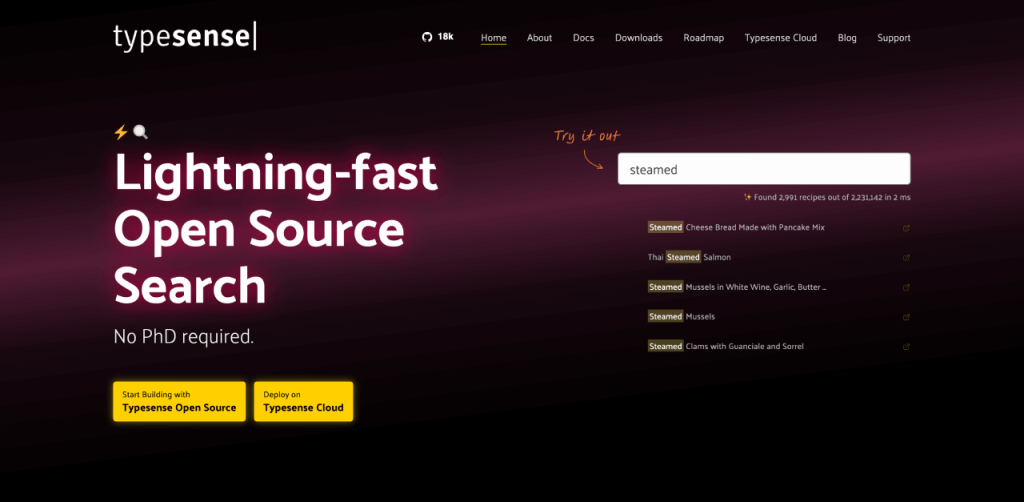 typesense|
18k
Home
About
Docs
Downloads
Roadmap
Typesense Cloud
Blog
Support
⚡🔍
Lightning-fast
Open Source
Search
No PhD required.
Start Building with
Typesense Open Source
Deploy on
Typesense Cloud
Try it out
steamed
✨ Found 2,991 recipes out of 2,231,142 in 2 ms
Steamed Cheese Bread Made with Pancake Mix
Thai Steamed Salmon
Steamed Mussels in White Wine, Garlic, Butter ...
Steamed Mussels
Steamed Clams with Guanciale and Sorrel